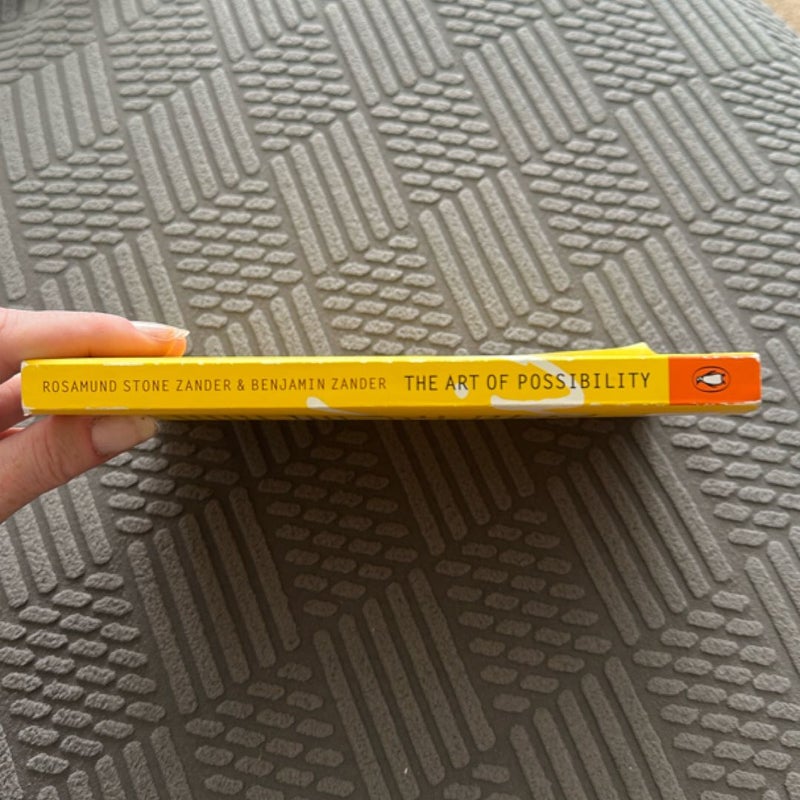 ROSAMUND STONE ZANDER & BENJAMIN ZANDER THE ART OF POSSIBILITY